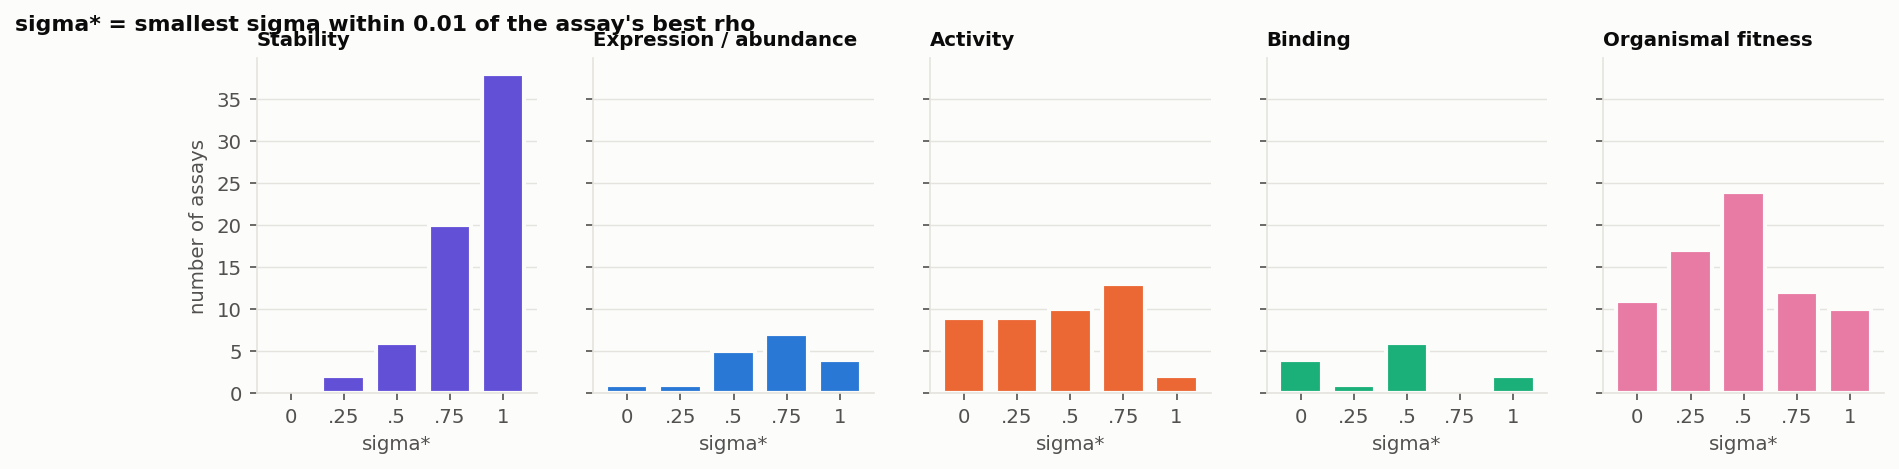 sigma* = smallest sigma within 0.01 of the assay's best rho
Stability
Expression / abundance
Activity
Binding
Organismal fitness
number of assays
35
30
25
20
15
10
5
0
0 .25 .5 .75 1
0 .25 .5 .75 1
0 .25 .5 .75 1
0 .25 .5 .75 1
0 .25 .5 .75 1
sigma*
sigma*
sigma*
sigma*
sigma*